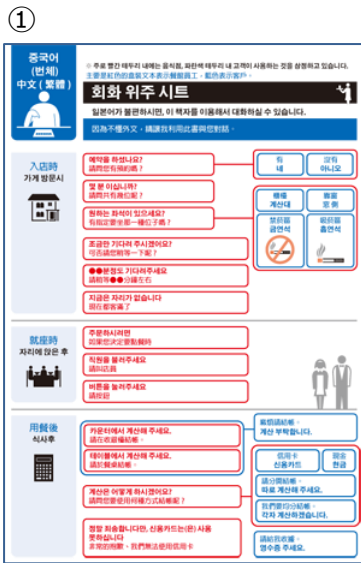 ①
중국어
(번체)
中文(繁體)
※ 주로 빨간 테두리 내에는 음식점, 파란색 테두리 내 고객이 사용하는 것을 상정하고 있습니다.
主要是紅色的畫裝文本表示餐館員工，藍色表示客戶。
회화 위주 시트
일본어가 불편하시면, 이 책자를 이용해서 대화하실 수 있습니다.
因為不懂外文，請讓我利用此書與您對話。
入店時
가게 방문시
예약을 하셨나요?
請問您有預約嗎？
有
네
沒有
아니오
몇 분 이십니까?
請問共有幾位呢？
원하는 좌석이 있으세요?
有指定要坐那一種位子嗎？
櫃檯
계산대
窗側
禁菸區
금연석
吸菸區
흡연석
조금만 기다려 주시겠어요?
可否請您稍等一下呢？
●●분정도 기다려주세요
請稍等●●分鐘左右
지금은 자리가 없습니다
現在都客滿了
就座時
자리에 앉은 후
주문하시려면
如果您決定要點餐時
직원을 불러주세요
請叫店員
버튼을 눌러주세요
請按鈕
用餐後
식사후
카운터에서 계산해 주세요.
請在收銀檯結帳。
테이블에서 계산해 주세요.
請於餐桌結帳。
麻煩請結帳。
계산 부탁합니다.
계산은 어떻게 하시겠어요?
請問您要使用何種方式結帳呢？
信用卡
신용카드
現金
현금
請分開結帳。
따로 계산해 주세요.
我們要均分結帳。
각자 계산하겠습니다.
정말 죄송합니다만, 신용카드는(은) 사용
못하십니다
非常的抱歉，我們無法使用信用卡
請給我收據。
영수증 주세요.